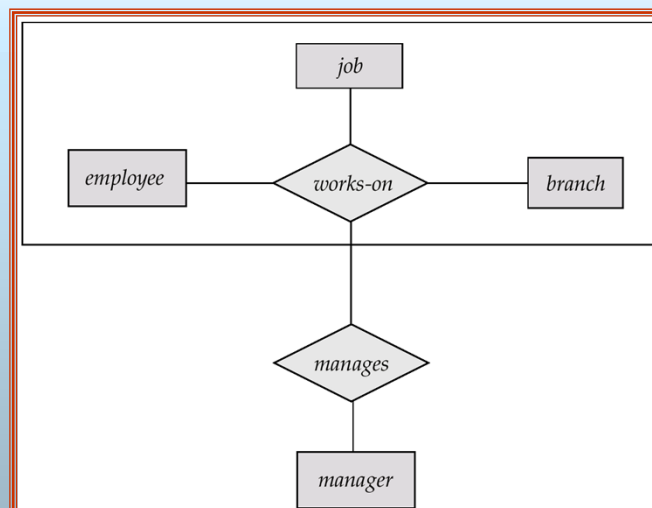 job
employee
works-on
branch
manages
manager